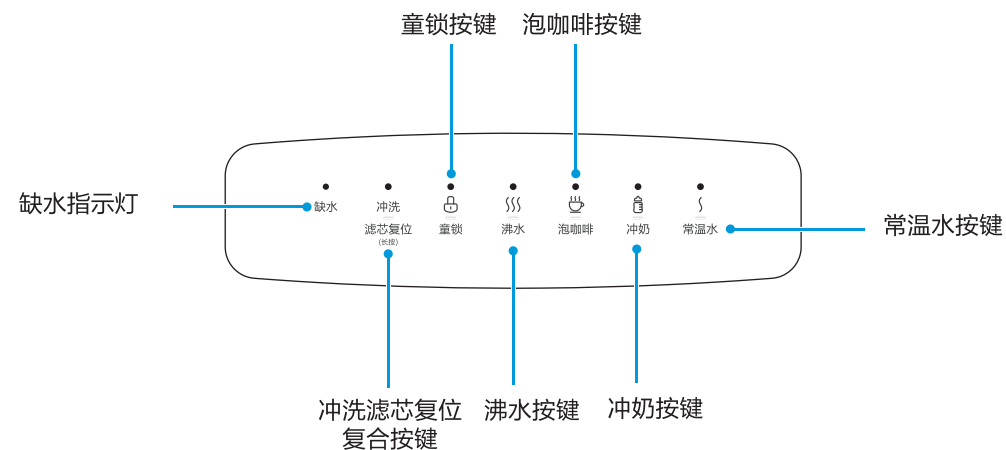 童锁按键
泡咖啡按键
缺水指示灯
缺水
冲洗
滤芯复位
(长按)
童锁
沸水
泡咖啡
冲奶
常温水
常温水按键
冲洗滤芯复位
复合按键
沸水按键
冲奶按键